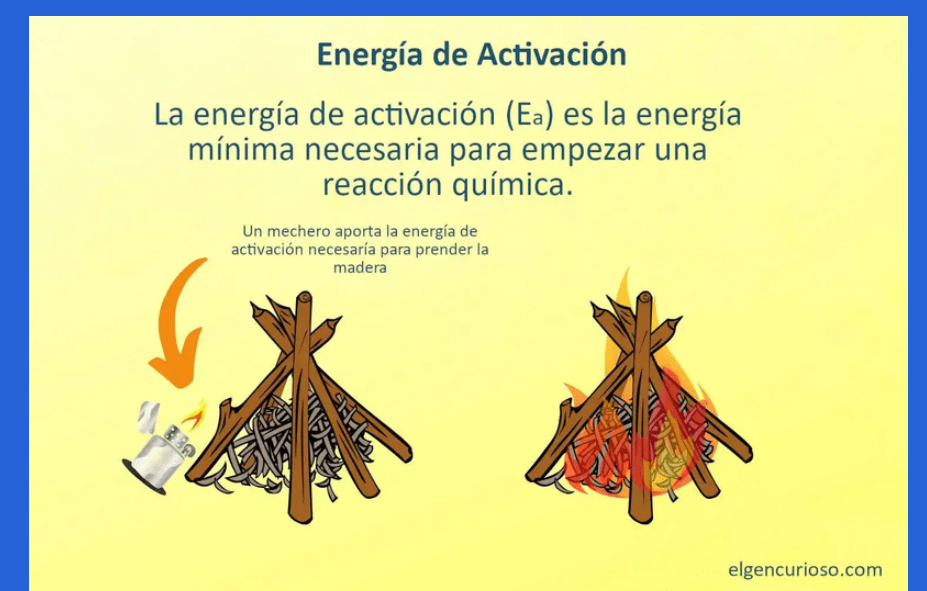 Energía de Activación
La energía de activación (Ea) es la energía
mínima necesaria para empezar una
reacción química.
Un mechero aporta la energía de
activación necesaría para prender la
madera
elgencurioso.com